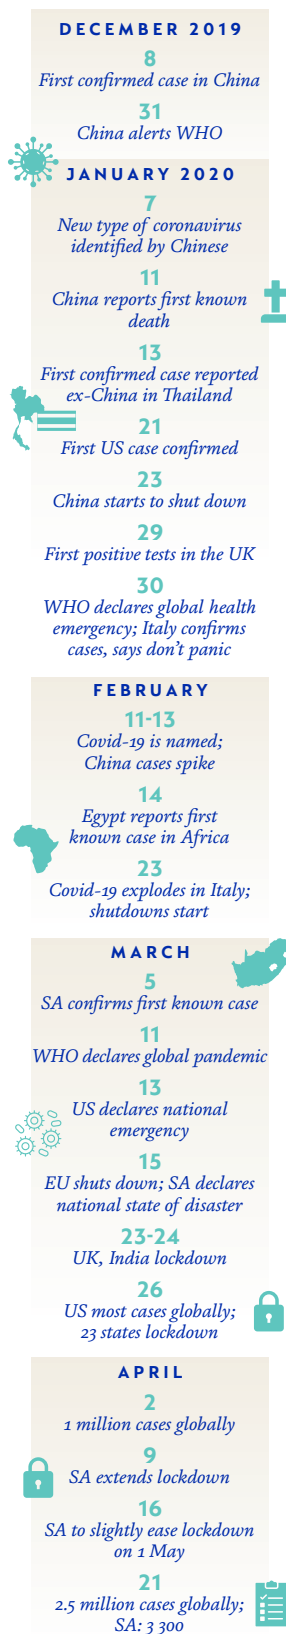 DECEMBER 2019
8
First confirmed case in China
31
China alerts WHO
JANUARY 2020
7
New type of coronavirus
identified by Chinese
11
China reports first known
death
13
First confirmed case reported
ex-China in Thailand
21
First US case confirmed
23
China starts to shut down
29
First positive tests in the UK
30
WHO declares global health
emergency; Italy confirms
cases, says don't panic
FEBRUARY
11-13
Covid-19 is named;
China cases spike
14
Egypt reports first
known case in Africa
23
Covid-19 explodes in Italy;
shutdowns start
MARCH
5
SA confirms first known case
11
WHO declares global pandemic
13
US declares national
emergency
15
EU shuts down; SA declares
national state of disaster
23-24
UK, India lockdown
26
US most cases globally;
23 states lockdown
APRIL
2
1 million cases globally
9
SA extends lockdown
16
SA to slightly ease lockdown
on 1 May
21
2.5 million cases globally;
SA: 3 300